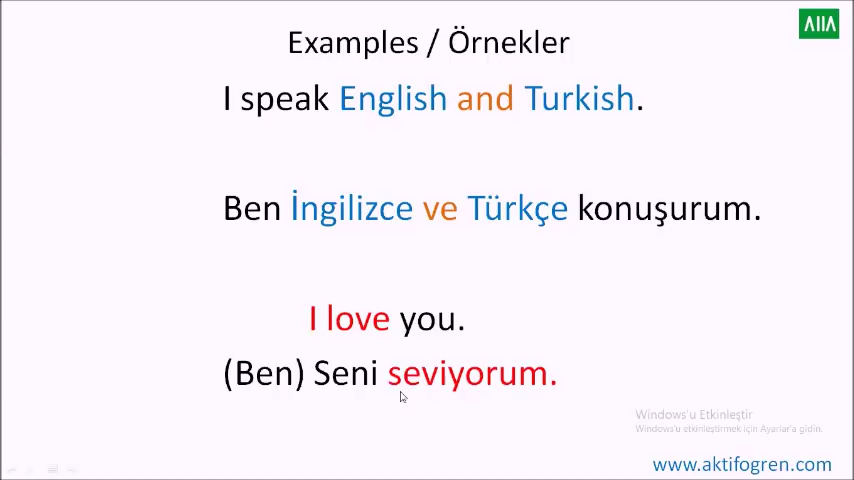 AIIA
Examples / Örnekler
I speak English and Turkish.
Ben İngilizce ve Türkçe konuşurum.
I love you.
(Ben) Seni seviyorum.
Windows'u Etkinleştir
Windows'u etkinleştirmek için Ayarlar'a gidin.
www.aktifogren.com